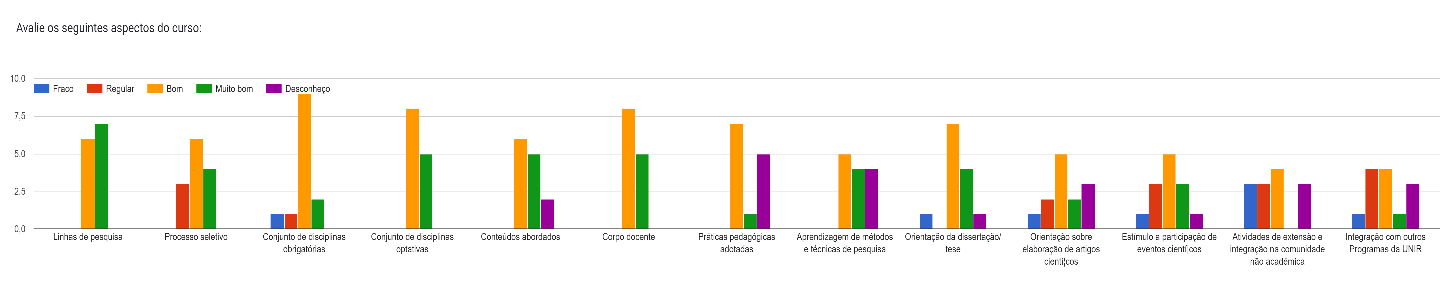 Avalie os seguintes aspectos do curso:
10.0
Fraco Regular Bom Muito bom Desconheço
7.5
5.0
2.5
0.0
Linhas de pesquisa
Processo seletivo
Conjunto de disciplinas
obrigatórias
Conjunto de disciplinas
optativas
Conteúdos abordados
Corpo docente
Práticas pedagógicas
adotadas
Aprendizagem de métodos
e técnicas de pesquisa
Orientação da dissertação/
tese
Orientação sobre
elaboração de artigos
científicos
Estímulo a participação de
eventos científicos
Atividades de extensão e
integração na comunidade
não acadêmica
Integração com outros
Programas da UNIR